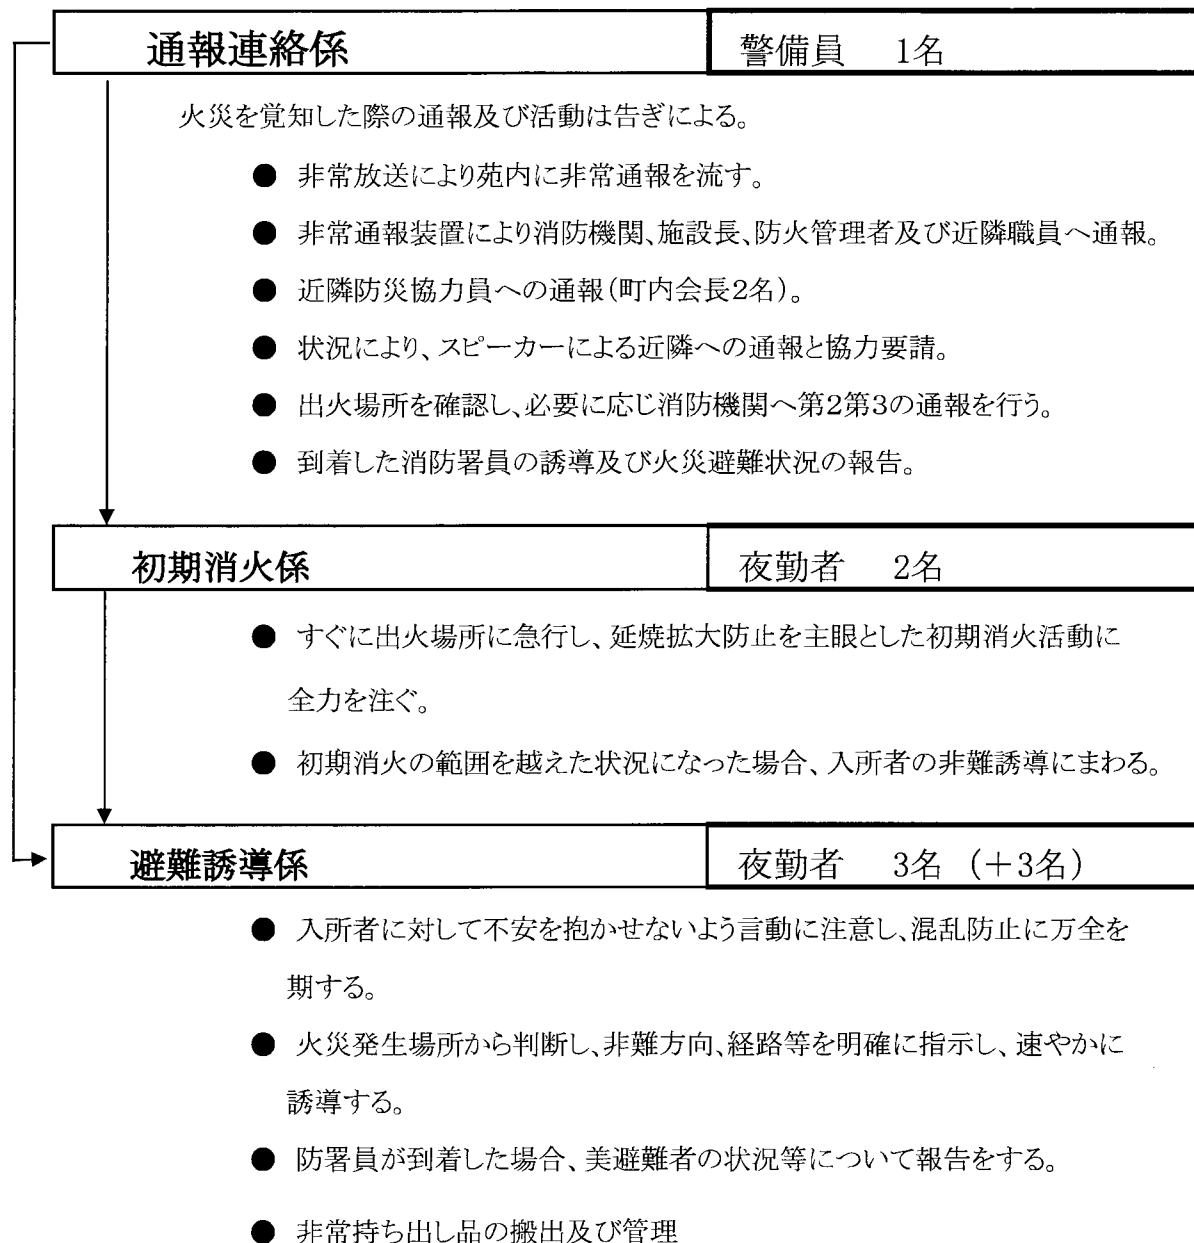 通報連絡係 警備員 1名
火災を覚知した際の通報及び活動は告ぎによる。
● 非常放送により苑内に非常通報を流す。
● 非常通報装置により消防機関、施設長、防火管理者及び近隣職員へ通報。
● 近隣防災協力員への通報(町内会長2名)。
● 状況により、スピーカーによる近隣への通報と協力要請。
● 出火場所を確認し、必要に応じ消防機関へ第2第3の通報を行う。
● 到着した消防署員の誘導及び火災避難状況の報告。
初期消火係 夜勤者 2名
● すぐに出火場所に急行し、延焼拡大防止を主眼とした初期消火活動に
全力を注ぐ。
● 初期消火の範囲を越えた状況になった場合、入所者の非難誘導にまわる。
避難誘導係 夜勤者 3名 (+3名)
● 入所者に対して不安を抱かせないよう言動に注意し、混乱防止に万全を
期する。
● 火災発生場所から判断し、非難方向、経路等を明確に指示し、速やかに
誘導する。
● 防署員が到着した場合、美避難者の状況等について報告をする。
● 非常持ち出し品の搬出及び管理